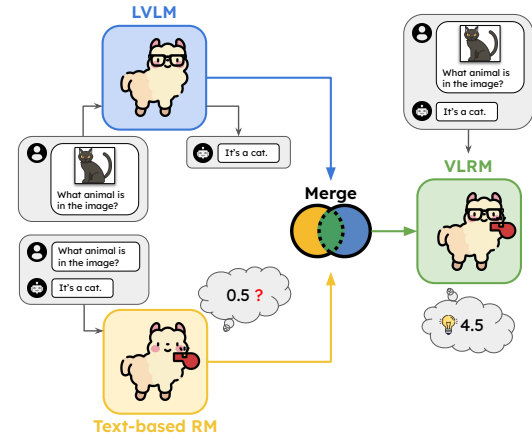 LVLM
What animal is
in the image?
It's a cat.
What animal is
in the image?
It's a cat.
Text-based RM
0.5 ?
Merge
What animal is
in the image?
It's a cat.
VLRM
4.5